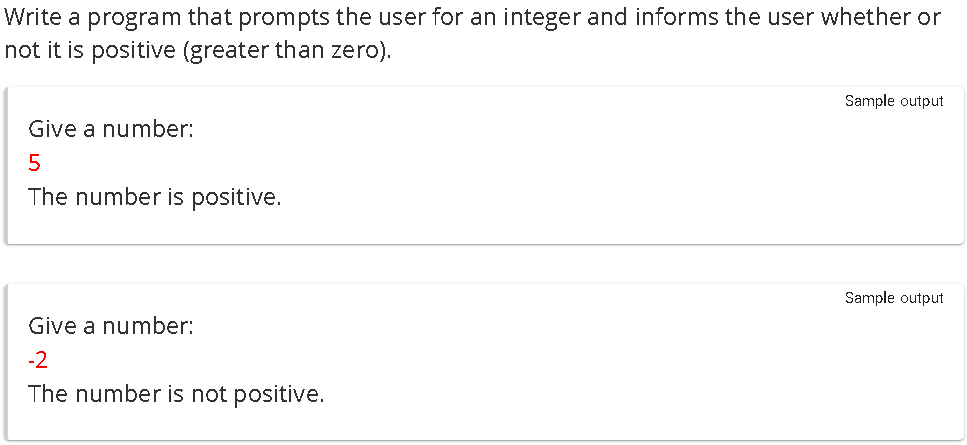 Write a program that prompts the user for an integer and informs the user whether or
not it is positive (greater than zero).
Sample output
Give a number:
5
The number is positive.
Sample output
Give a number:
-2
The number is not positive.